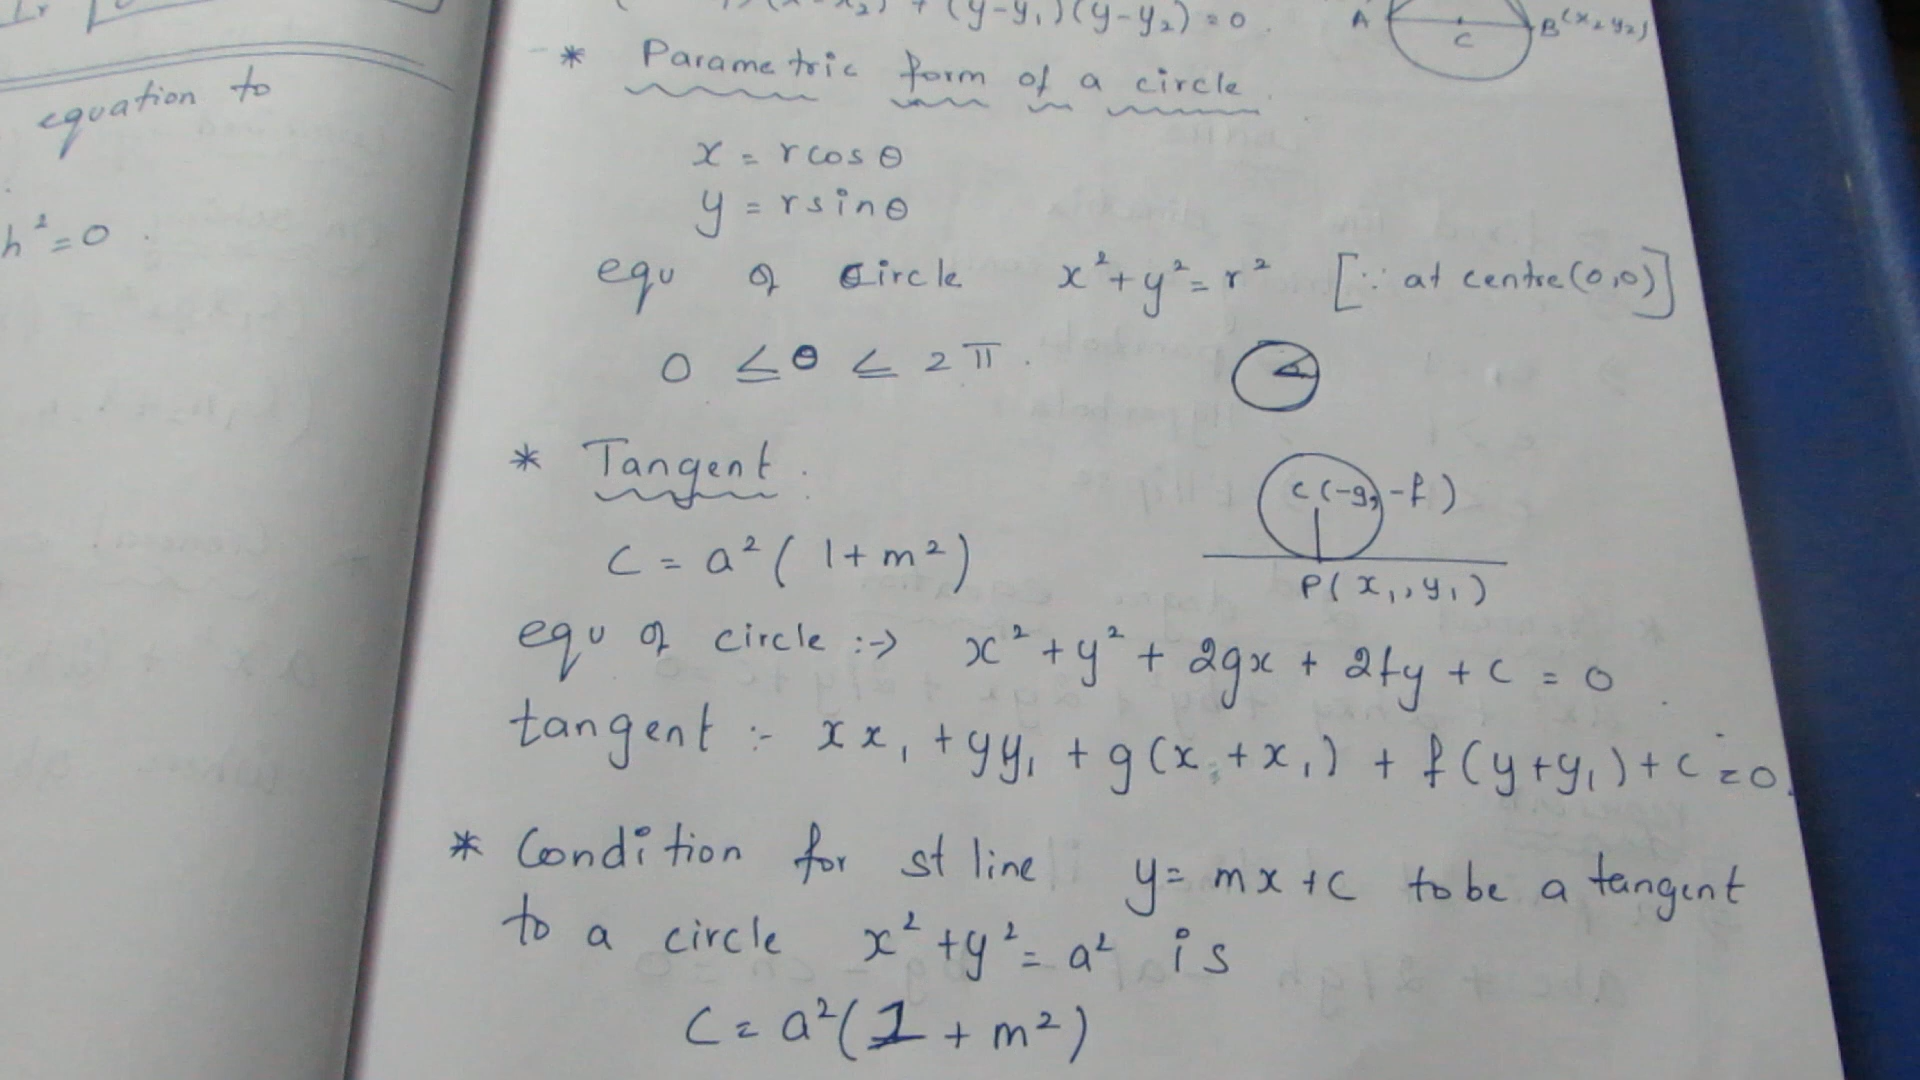 equation to
h² = 0
(x - x₂) + (y - y₁)(y - y₂) = 0.
A
C
B(x₂ y₂)
* Parametric form of a circle.
x = r cos θ
y = r sin θ
equ of circle x² + y² = r² [∵ at centre (0,0)]
0 ≤ θ ≤ 2π.
* Tangent.
C(-g, -f)
C = a²(1 + m²)
P(x₁, y₁)
equ of circle :→ x² + y² + 2gx + 2fy + c = 0
tangent :- xx₁ + yy₁ + g(x + x₁) + f(y + y₁) + c = 0.
* Condition for st line y = mx + c to be a tangent
to a circle x² + y² = a² is
C = a²(1 + m²)